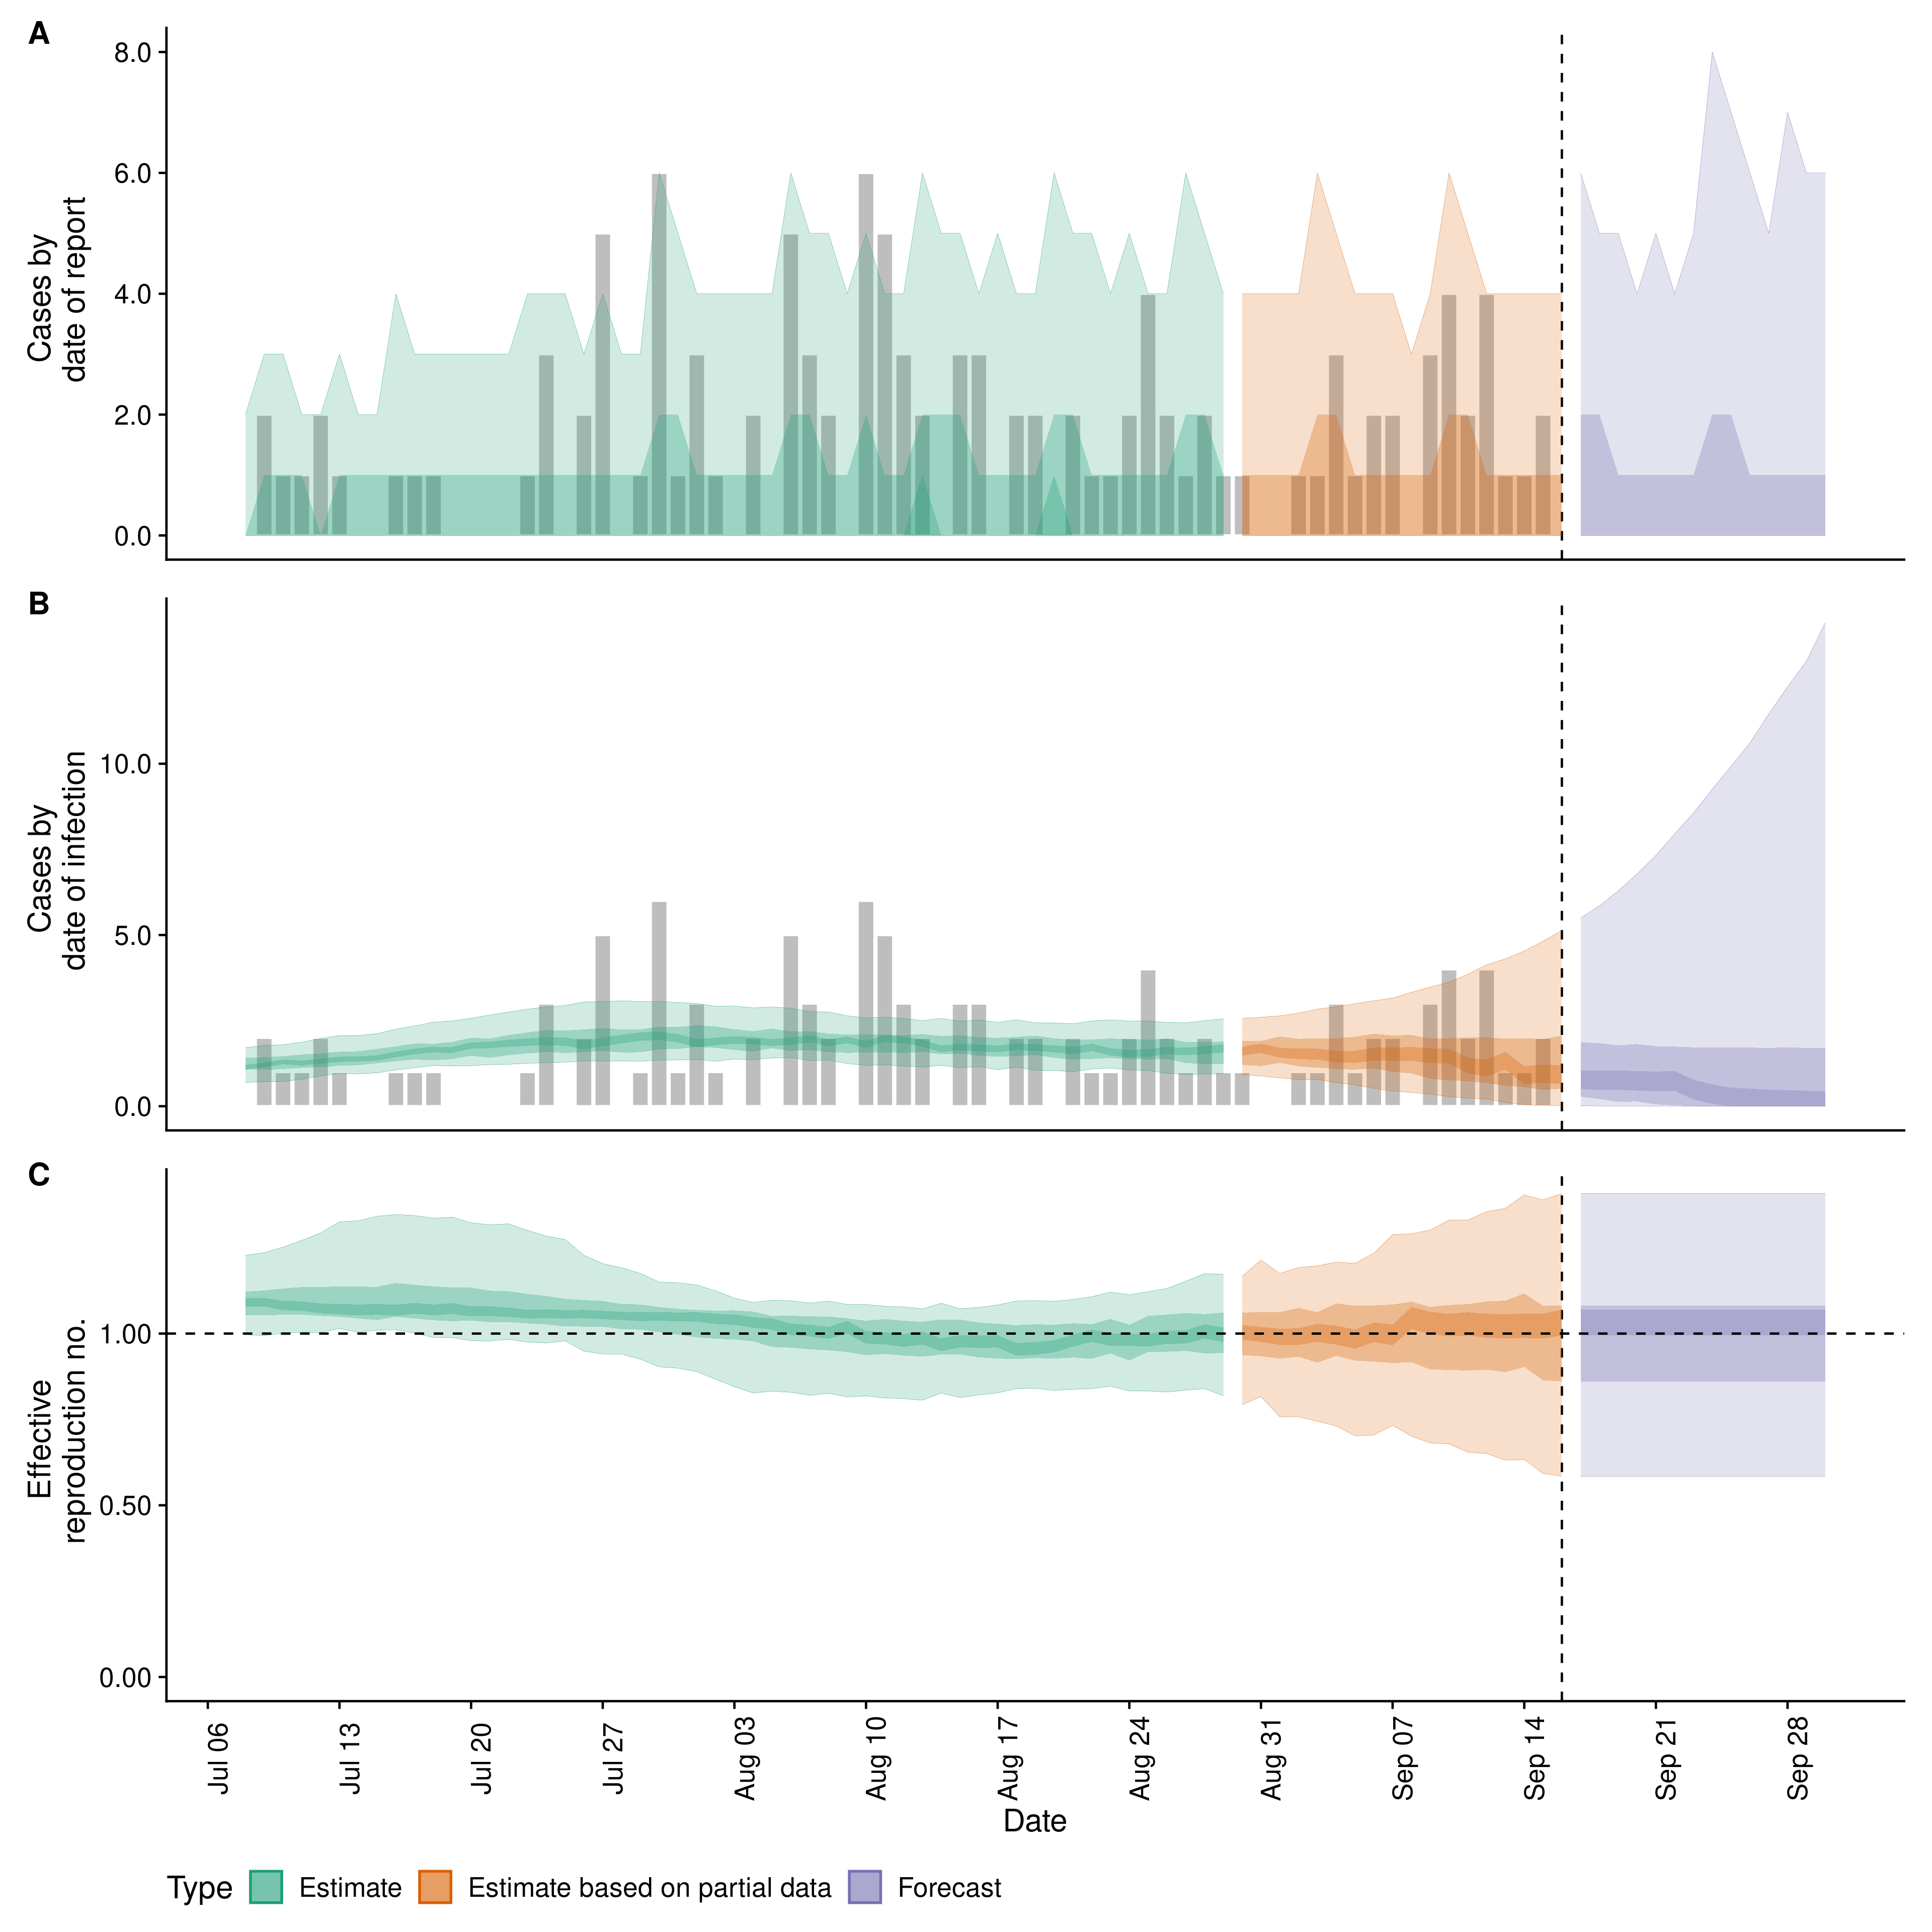 A
8.0
6.0
4.0
2.0
0.0
Cases by
date of report
B
10.0
5.0
0.0
Cases by
date of infection
C
1.00
0.50
0.00
Effective
reproduction no.
Jul 06
Jul 13
Jul 20
Jul 27
Aug 03
Aug 10
Aug 17
Aug 24
Aug 31
Sep 07
Sep 14
Sep 21
Sep 28
Date
Type Estimate Estimate based on partial data Forecast